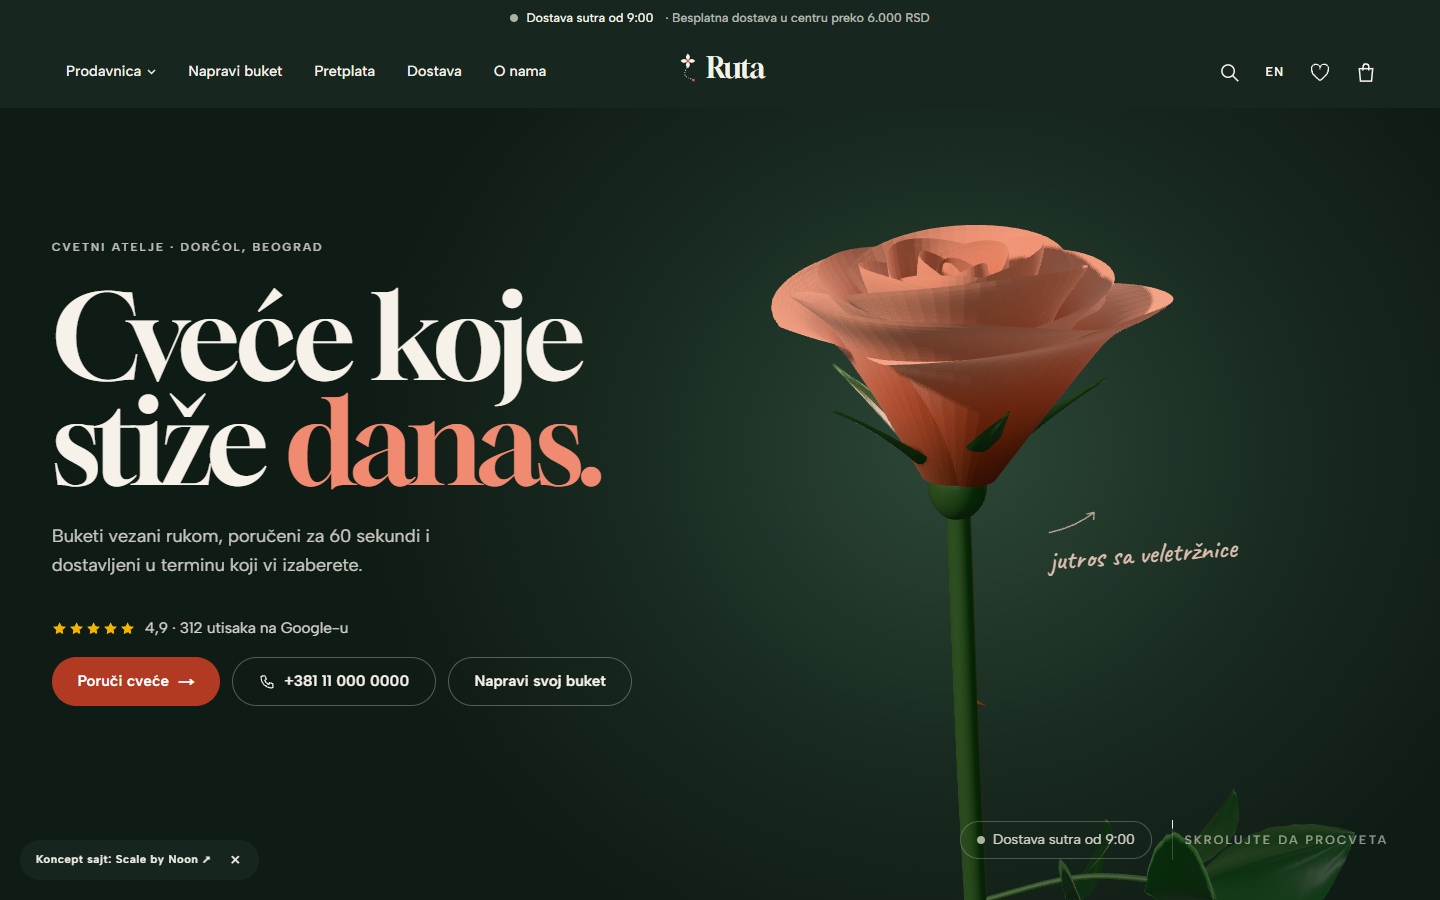 Dostava sutra od 9:00 · Besplatna dostava u centru preko 6.000 RSD
Prodavnica Napravi buket Pretplata Dostava O nama Ruta EN
CVETNI ATELJE · DORĆOL, BEOGRAD
Cveće koje
stiže danas.
Buketi vezani rukom, poručeni za 60 sekundi i
dostavljeni u terminu koji vi izaberete.
jutros sa veletržnice
4,9 · 312 utisaka na Google-u
Poruči cveće → +381 11 000 0000 Napravi svoj buket
Dostava sutra od 9:00 SKROLUJTE DA PROCVETA
Koncept sajt: Scale by Noon ↗ ✕